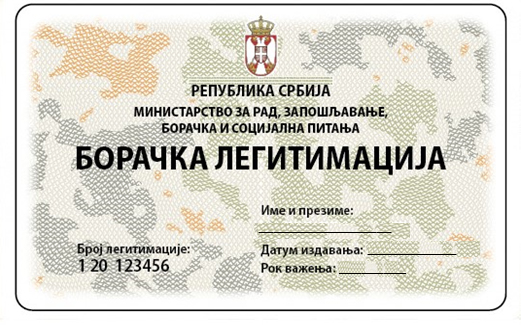 РЕПУБЛИКА СРБИЈА
МИНИСТАРСТВО ЗА РАД, ЗАПОШЉАВАЊЕ,
БОРАЧКА И СОЦИЈАЛНА ПИТАЊА
БОРАЧКА ЛЕГИТИМАЦИЈА
Име и презиме:
Број легитимације:
1 20 123456
Датум издавања:
Рок важења: